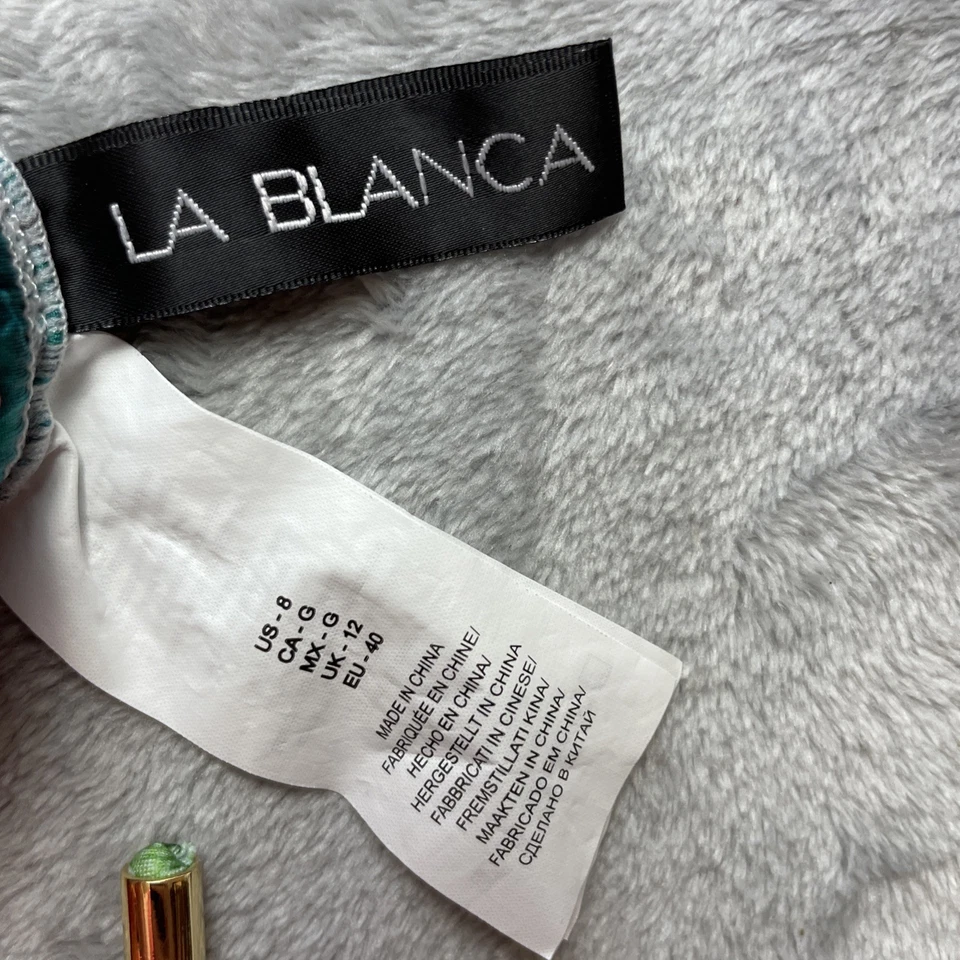 LA BLANCA
US - 8
CA - G
MX - G
UK - 12
EU - 40
MADE IN CHINA
FABRIQUÉE EN CHINE/
HECHO EN CHINA/
HERGESTELLT IN CHINA
FABBRICATI IN CINESE/
FREMSTILLATI KINA/
MAAKTEN IN CHINA/
FABRICADO EM CHINA/
СДЕЛАНО В КИТАЙ